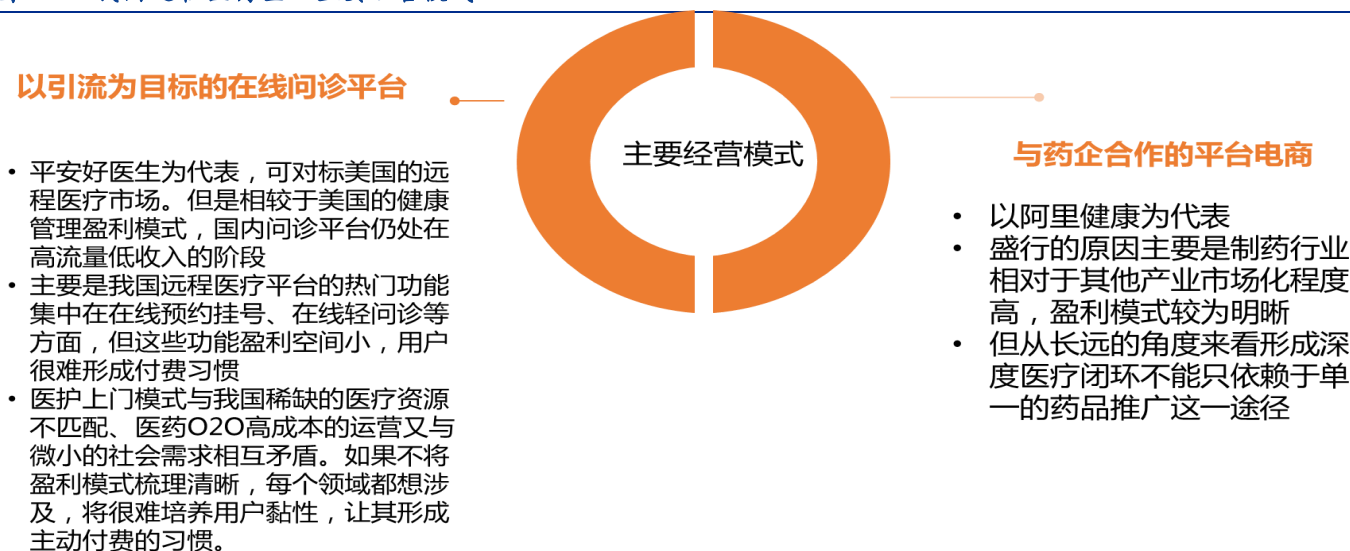 以引流为目标的在线问诊平台
• 平安好医生为代表，可对标美国的远
程医疗市场。但是相较于美国的健康
管理盈利模式，国内问诊平台仍处在
高流量低收入的阶段
• 主要是我国远程医疗平台的热门功能
集中在在线预约挂号、在线轻问诊等
方面，但这些功能盈利空间小，用户
很难形成付费习惯
• 医护上门模式与我国稀缺的医疗资源
不匹配、医药O2O高成本的运营又与
微小的社会需求相互矛盾。如果不将
盈利模式梳理清晰，每个领域都想涉
及，将很难培养用户黏性，让其形成
主动付费的习惯。
主要经营模式
与药企合作的平台电商
• 以阿里健康为代表
• 盛行的原因主要是制药行业
相对于其他产业市场化程度
高，盈利模式较为明晰
• 但从长远的角度来看形成深
度医疗闭环不能只依赖于单
一的药品推广这一途径